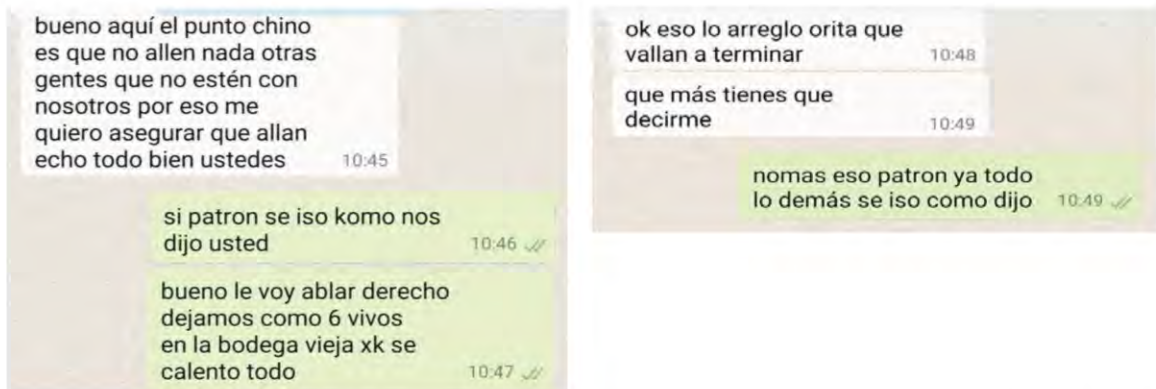 bueno aquí el punto chino
es que no allen nada otras
gentes que no estén con
nosotros por eso me
quiero asegurar que allan
echo todo bien ustedes 10:45
si patron se iso komo nos
dijo usted 10:46
bueno le voy ablar derecho
dejamos como 6 vivos
en la bodega vieja xk se
calento todo 10:47
ok eso lo arreglo orita que
vallan a terminar 10:48
que más tienes que
decirme 10:49
nomas eso patron ya todo
lo demás se iso como dijo 10:49